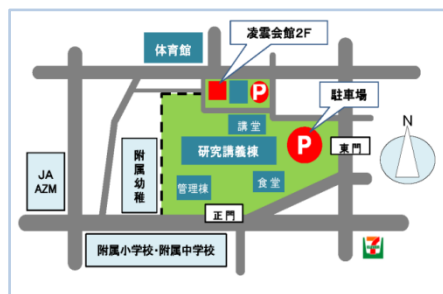 凌雲会館2F
体育館
P
駐車場
講堂
P
N
研究講義棟
東門
JA
AZM
附属幼稚
管理棟
食堂
正門
附属小学校・附属中学校
7